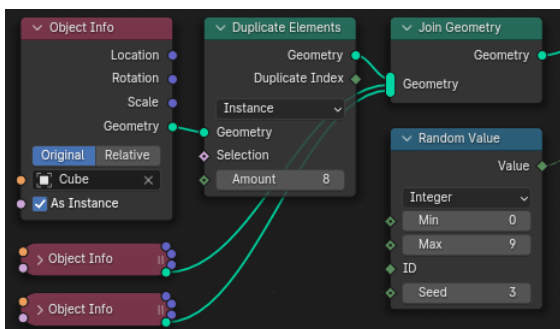 Object Info
Location
Rotation
Scale
Geometry
Original Relative
Cube
As Instance
Object Info
Object Info
Duplicate Elements
Geometry
Duplicate Index
Instance
Geometry
Selection
Amount 8
Join Geometry
Geometry
Geometry
Random Value
Value
Integer
Min 0
Max 9
ID
Seed 3